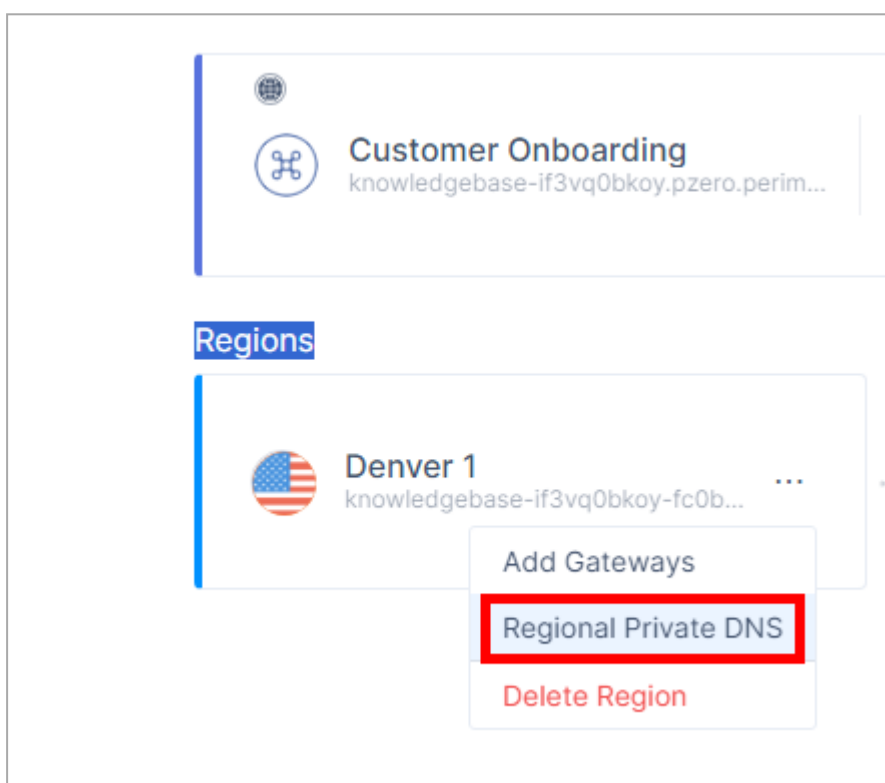 Customer Onboarding
knowledgebase-if3vq0bkoy.pzero.perim...
Regions
Denver 1
...
knowledgebase-if3vq0bkoy-fc0b...
Add Gateways
Regional Private DNS
Delete Region